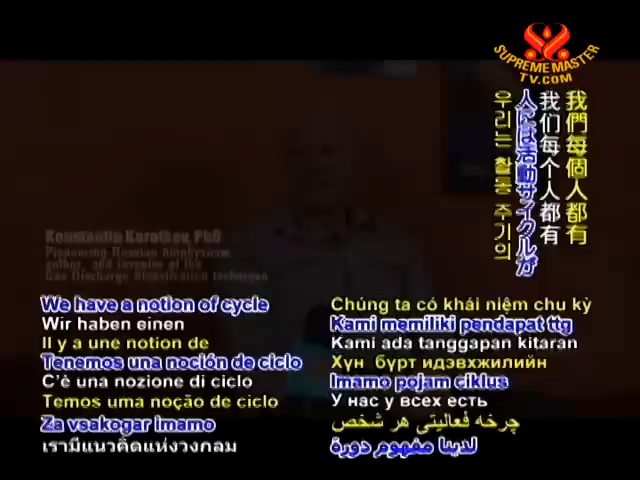 SUPREME MASTER
TV.COM
我們每個人都有
我们每个人都有
人には活動サイクルが
우리는 활동 주기의
Konstantin Korotkov, PhD
Pioneering Russian biophysicist,
author, and inventor of the
Gas Discharge Visualization technique
We have a notion of cycle
Wir haben einen
Il y a une notion de
Tenemos una noción de ciclo
C'è una nozione di ciclo
Temos uma noção de ciclo
Za vsakogar imamo
เรามีแนวคิดแห่งวงกลม
Chúng ta có khái niệm chu kỳ
Kami memiliki pendapat ttg
Kami ada tanggapan kitaran
Хүн бүрт идэвхжилийн
Imamo pojam ciklus
У нас у всех есть
چرخه فعالیتی هر شخص
لدينا مفهوم دورة